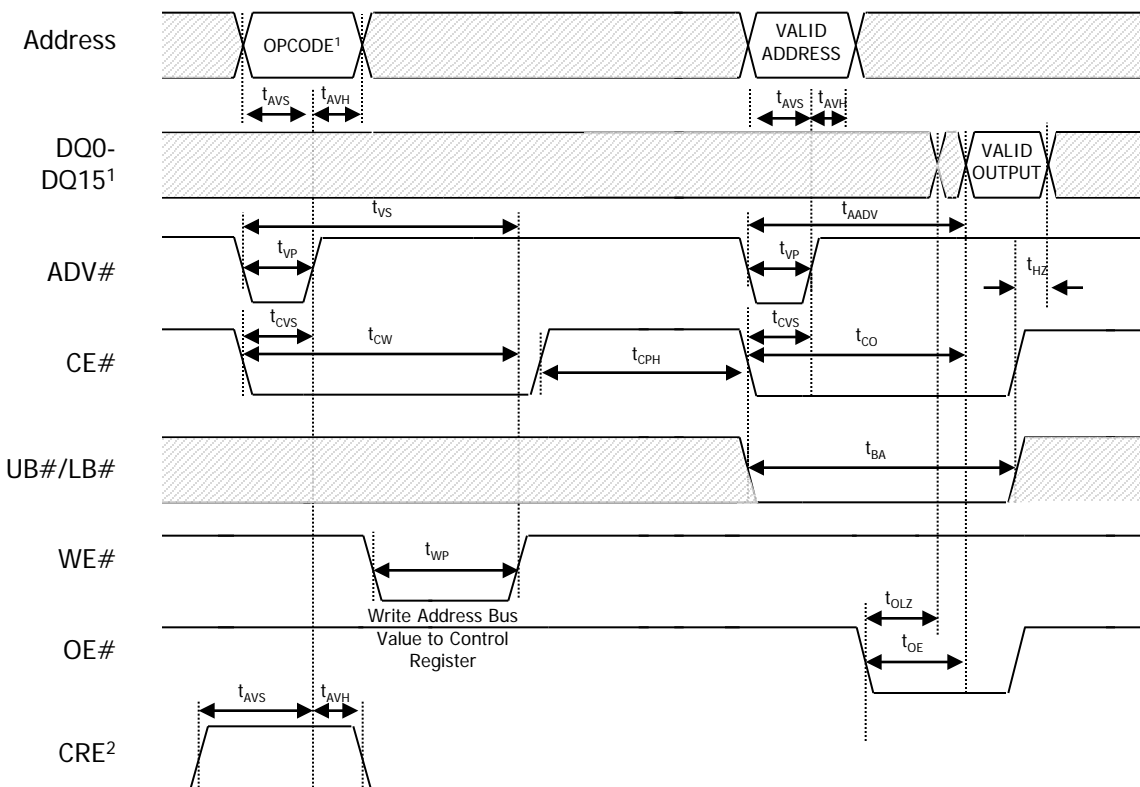 Address
OPCODE¹
VALID
ADDRESS
tAVS
tAVH
tAVS
tAVH
DQ0-
DQ15¹
VALID
OUTPUT
tVS
tAADV
ADV#
tVP
tVP
tHZ
CE#
tCVS
tCW
tCPH
tCVS
tCO
UB#/LB#
tBA
WE#
tWP
Write Address Bus
Value to Control
Register
OE#
tOLZ
tOE
tAVS
tAVH
CRE²